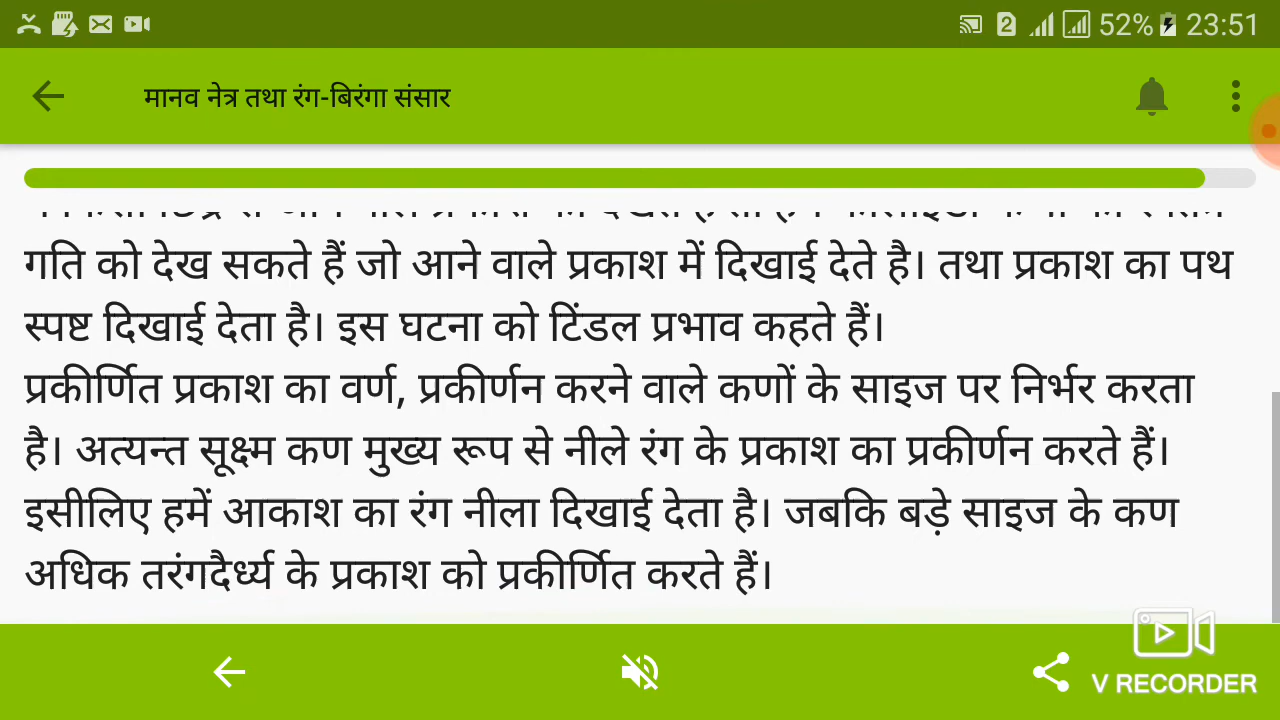 2 52% 23:51
मानव नेत्र तथा रंग-बिरंगा संसार
गति को देख सकते हैं जो आने वाले प्रकाश में दिखाई देते है। तथा प्रकाश का पथ
स्पष्ट दिखाई देता है। इस घटना को टिंडल प्रभाव कहते हैं।
प्रकीर्णित प्रकाश का वर्ण, प्रकीर्णन करने वाले कणों के साइज पर निर्भर करता
है। अत्यन्त सूक्ष्म कण मुख्य रूप से नीले रंग के प्रकाश का प्रकीर्णन करते हैं।
इसीलिए हमें आकाश का रंग नीला दिखाई देता है। जबकि बड़े साइज के कण
अधिक तरंगदैर्ध्य के प्रकाश को प्रकीर्णित करते हैं।
V RECORDER